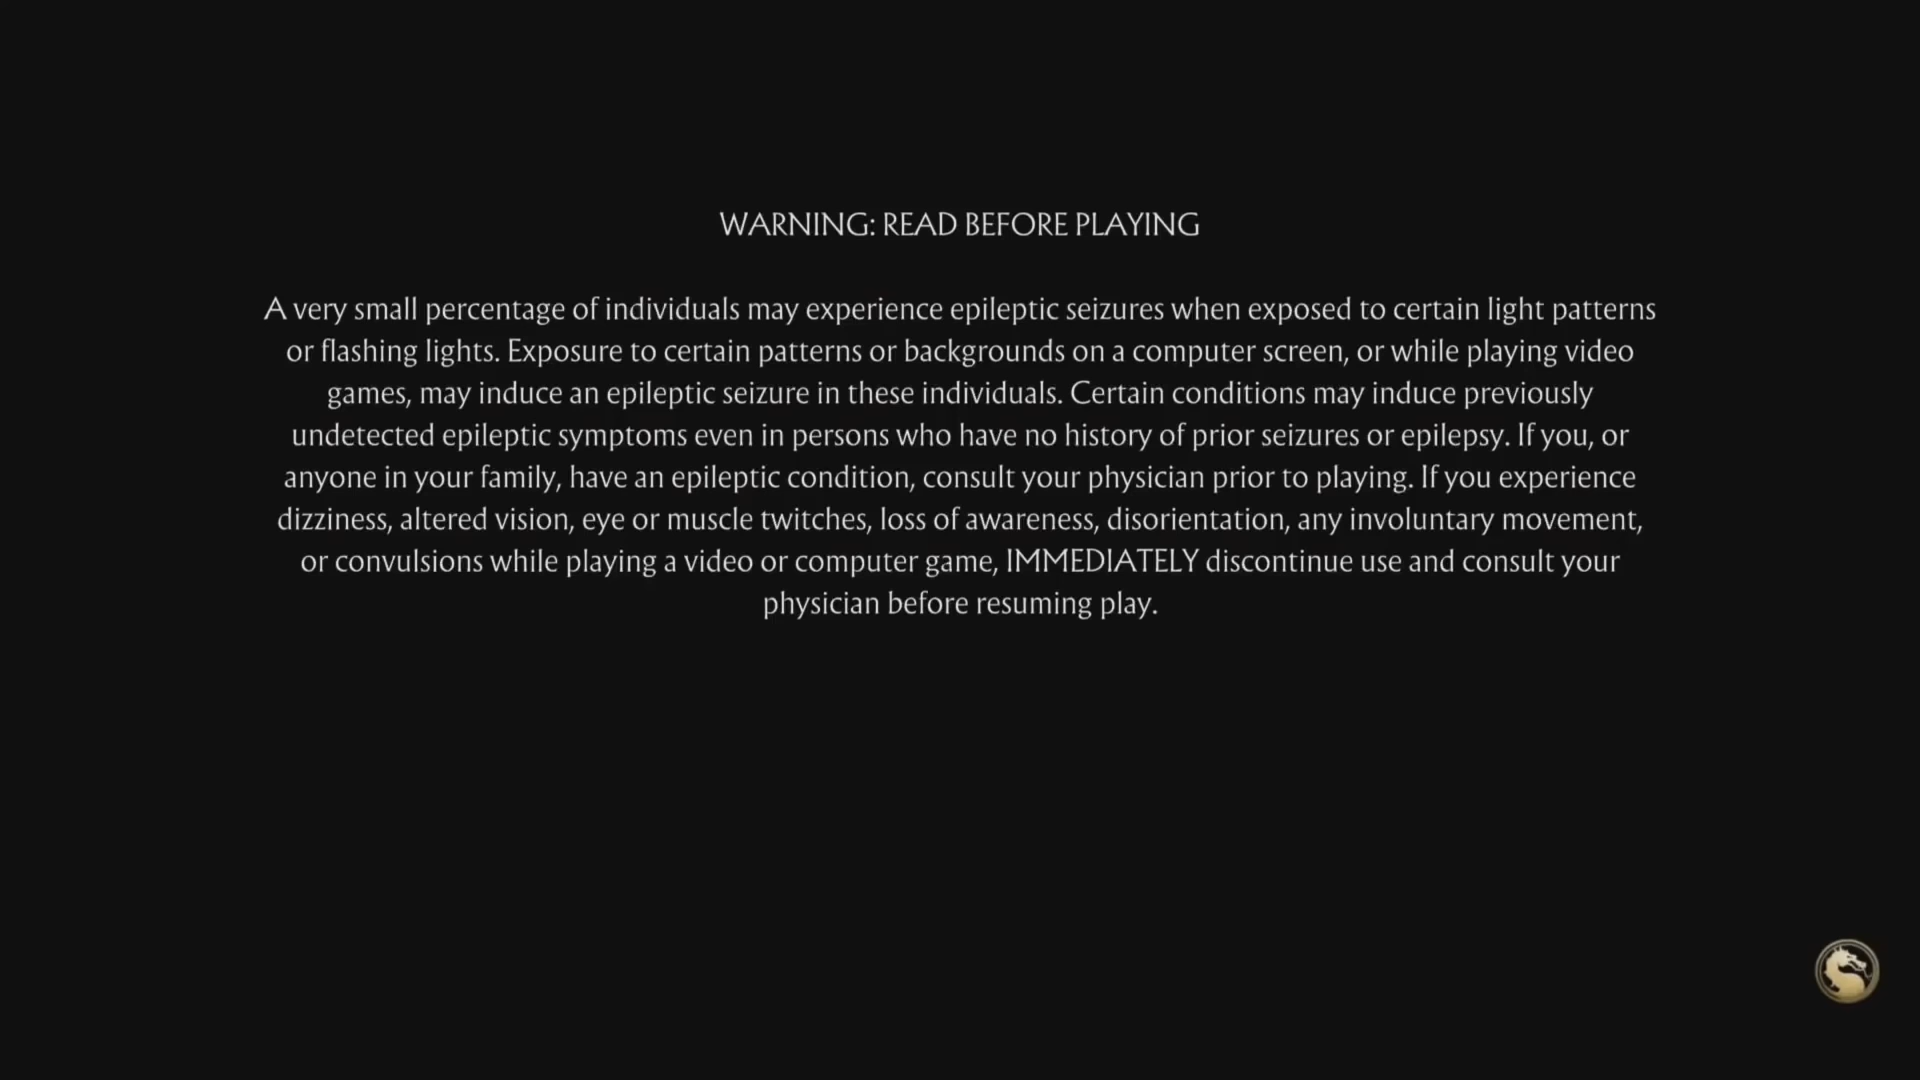 WARNING: READ BEFORE PLAYING
A very small percentage of individuals may experience epileptic seizures when exposed to certain light patterns
or flashing lights. Exposure to certain patterns or backgrounds on a computer screen, or while playing video
games, may induce an epileptic seizure in these individuals. Certain conditions may induce previously
undetected epileptic symptoms even in persons who have no history of prior seizures or epilepsy. If you, or
anyone in your family, have an epileptic condition, consult your physician prior to playing. If you experience
dizziness, altered vision, eye or muscle twitches, loss of awareness, disorientation, any involuntary movement,
or convulsions while playing a video or computer game, IMMEDIATELY discontinue use and consult your
physician before resuming play.